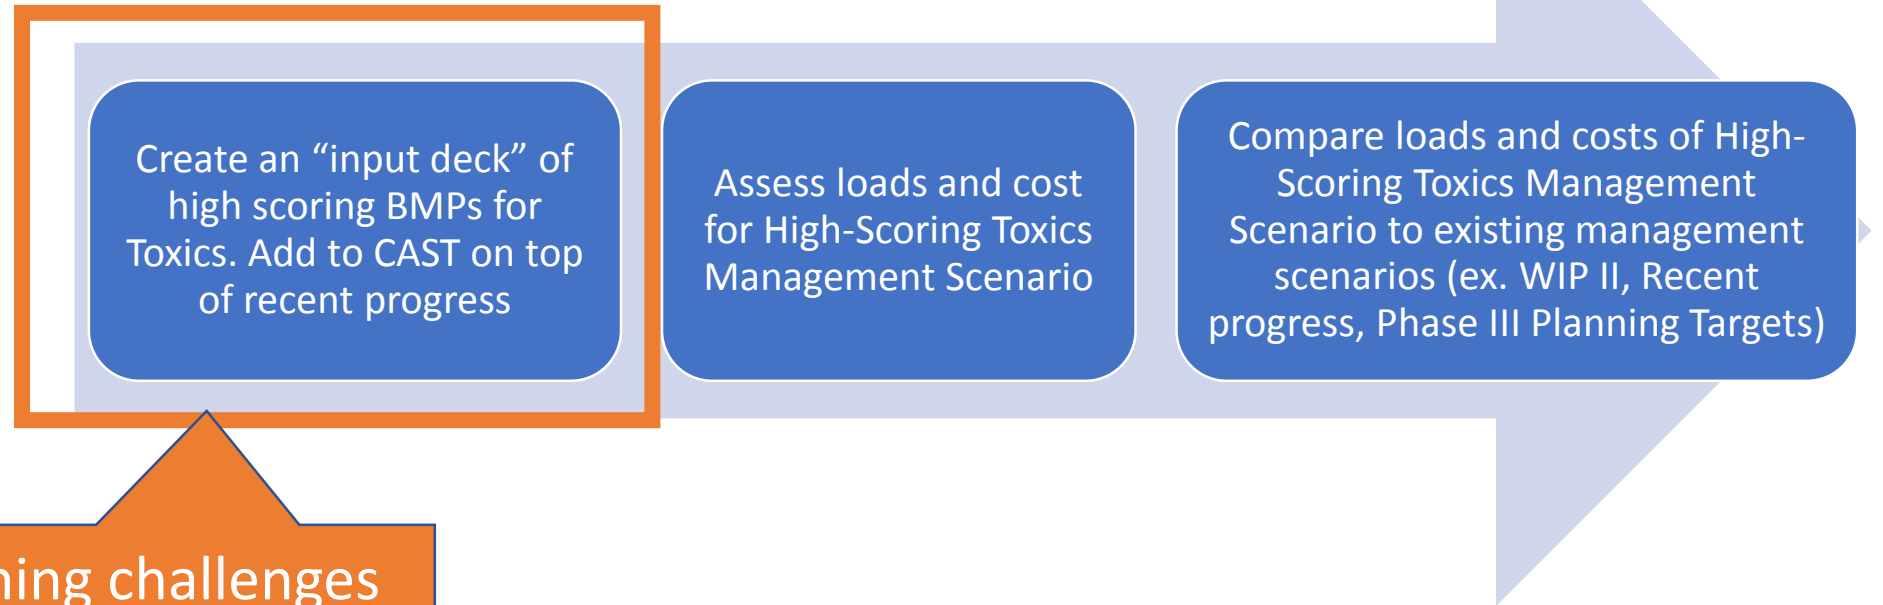 Create an “input deck” of
high scoring BMPs for
Toxics. Add to CAST on top
of recent progress
Assess loads and cost
for High-Scoring Toxics
Management Scenario
Compare loads and costs of High-
Scoring Toxics Management
Scenario to existing management
scenarios (ex. WIP II, Recent
progress, Phase III Planning Targets)
challenges